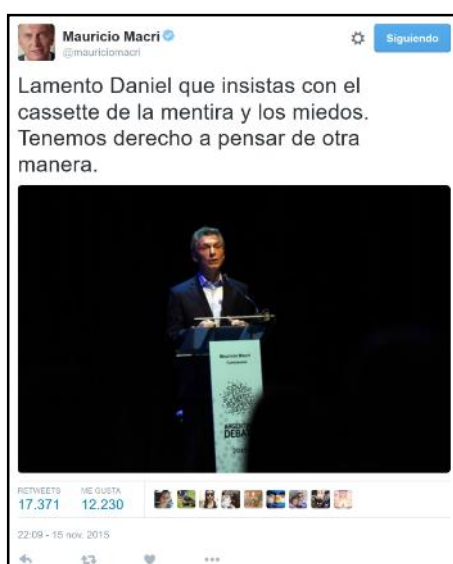 Mauricio Macri
@mauriciomacri
Siguiendo
Lamento Daniel que insistas con el
cassette de la mentira y los miedos.
Tenemos derecho a pensar de otra
manera.
Mauricio Macri
ARGENTINA
DEBATE
2015
RETWEETS
17.371
ME GUSTA
12.230
22:09 - 15 nov. 2015